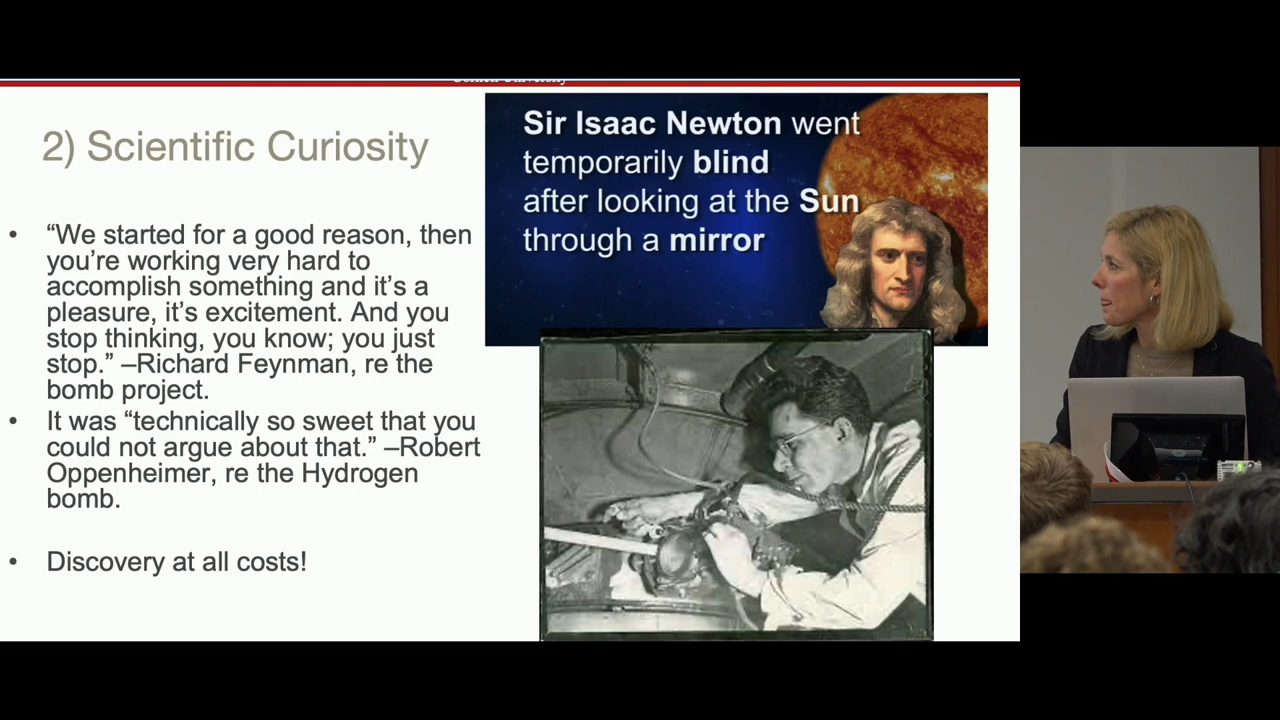 2) Scientific Curiosity
• “We started for a good reason, then
you’re working very hard to
accomplish something and it’s a
pleasure, it’s excitement. And you
stop thinking, you know; you just
stop.” –Richard Feynman, re the
bomb project.
• It was “technically so sweet that you
could not argue about that.” –Robert
Oppenheimer, re the Hydrogen
bomb.
• Discovery at all costs!
Sir Isaac Newton went
temporarily blind
after looking at the Sun
through a mirror